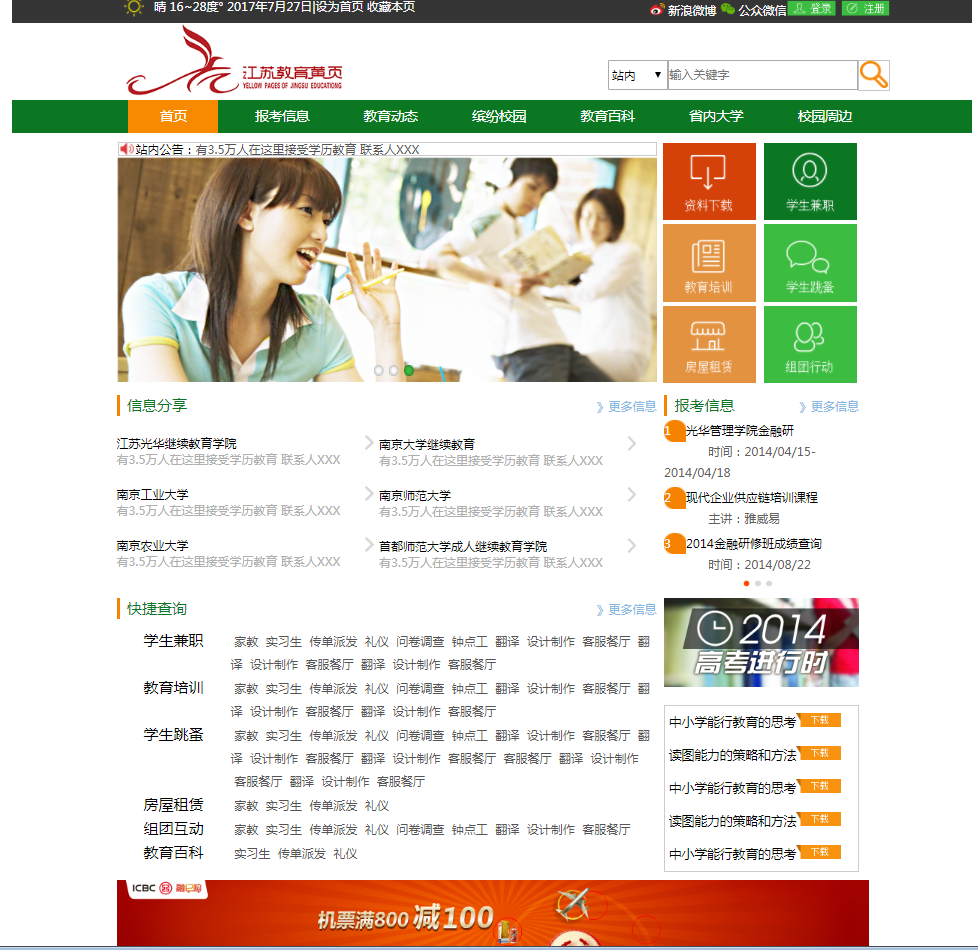 晴 16~28度° 2017年7月27日|设为首页 收藏本页
新浪微博 公众微信 登录 注册
江苏教育黄页
YELLOW PAGES OF JINGSU EDUCATIONG
站内 ▼ 输入关键字
首页 报考信息 教育动态 缤纷校园 教育百科 省内大学 校园周边
站内公告：有3.5万人在这里接受学历教育 联系人XXX
资料下载 学生兼职
教育培训 学生跳蚤
房屋租赁 组团行动
信息分享 》更多信息
江苏光华继续教育学院
有3.5万人在这里接受学历教育 联系人XXX
南京大学继续教育
有3.5万人在这里接受学历教育 联系人XXX
南京工业大学
有3.5万人在这里接受学历教育 联系人XXX
南京师范大学
有3.5万人在这里接受学历教育 联系人XXX
南京农业大学
有3.5万人在这里接受学历教育 联系人XXX
首都师范大学成人继续教育学院
有3.5万人在这里接受学历教育 联系人XXX
报考信息 》更多信息
1 光华管理学院金融研
时间：2014/04/15-
2014/04/18
2 现代企业供应链培训课程
主讲：雅威易
3 2014金融研修班成绩查询
时间：2014/08/22
快捷查询 》更多信息
学生兼职 家教 实习生 传单派发 礼仪 问卷调查 钟点工 翻译 设计制作 客服餐厅 翻
译 设计制作 客服餐厅 翻译 设计制作 客服餐厅
教育培训 家教 实习生 传单派发 礼仪 问卷调查 钟点工 翻译 设计制作 客服餐厅 翻
译 设计制作 客服餐厅 翻译 设计制作 客服餐厅
学生跳蚤 家教 实习生 传单派发 礼仪 问卷调查 钟点工 翻译 设计制作 客服餐厅 翻
译 设计制作 客服餐厅 翻译 设计制作 客服餐厅 客服餐厅 翻译 设计制作
客服餐厅 翻译 设计制作 客服餐厅
房屋租赁 家教 实习生 传单派发 礼仪
组团互动 家教 实习生 传单派发 礼仪 问卷调查 钟点工 翻译 设计制作 客服餐厅
教育百科 实习生 传单派发 礼仪
2014
高考进行时
中小学能行教育的思考 下载
读图能力的策略和方法 下载
中小学能行教育的思考 下载
读图能力的策略和方法 下载
中小学能行教育的思考 下载
ICBC 融e购
机票满800 减100